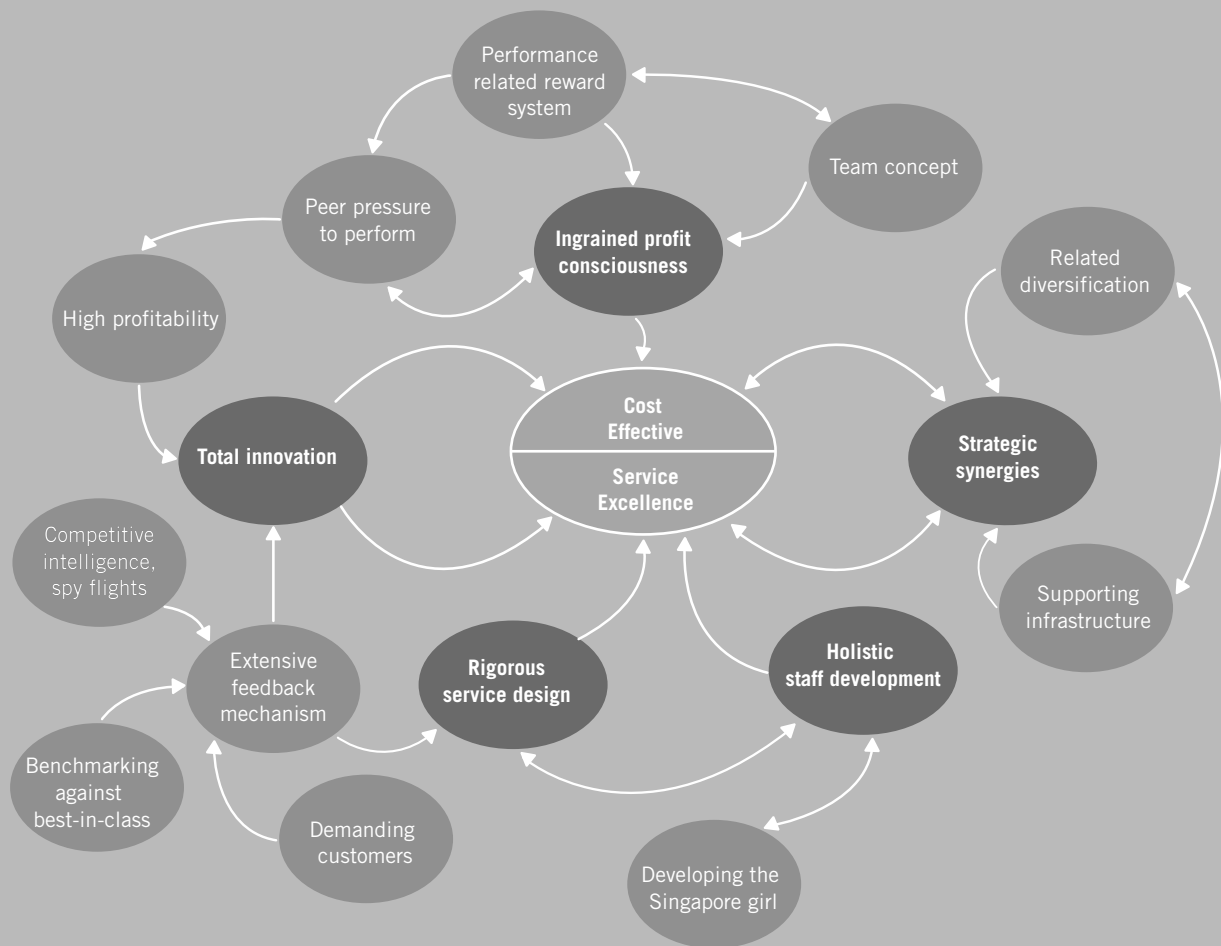 Performance
related reward
system
Team concept
Peer pressure
to perform
Ingrained profit
consciousness
Related
diversification
High profitability
Cost
Effective
Service
Excellence
Total innovation
Strategic
synergies
Competitive
intelligence,
spy flights
Supporting
infrastructure
Extensive
feedback
mechanism
Rigorous
service design
Holistic
staff development
Benchmarking
against
best-in-class
Demanding
customers
Developing the
Singapore girl